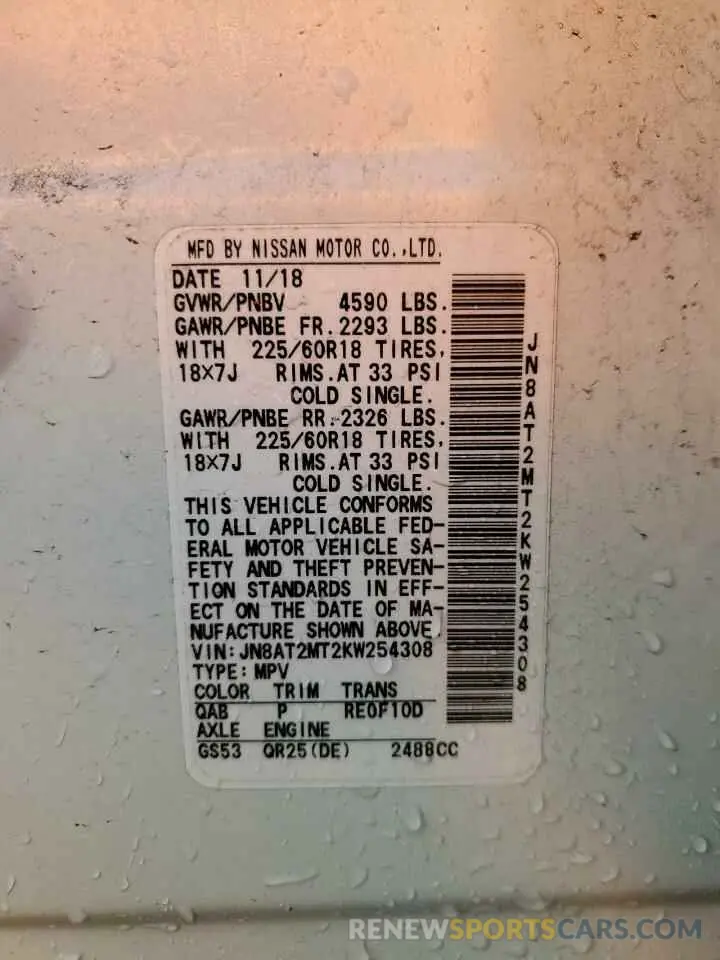 MFD BY NISSAN MOTOR CO.,LTD.
DATE 11/18
GVWR/PNBV 4590 LBS.
GAWR/PNBE FR.2293 LBS.
WITH 225/60R18 TIRES,
18×7J RIMS.AT 33 PSI
COLD SINGLE.
GAWR/PNBE RR.2326 LBS.
WITH 225/60R18 TIRES,
18×7J RIMS.AT 33 PSI
COLD SINGLE.
THIS VEHICLE CONFORMS
TO ALL APPLICABLE FED-
ERAL MOTOR VEHICLE SA-
FETY AND THEFT PREVEN-
TION STANDARDS IN EFF-
ECT ON THE DATE OF MA-
NUFACTURE SHOWN ABOVE.
VIN:JN8AT2MT2KW254308
TYPE:MPV
COLOR TRIM TRANS
QAB P RE0F10D
AXLE ENGINE
GS53 QR25(DE) 2488CC
JN8AT2MT2KW254308
RENEWSPORTSCARS.COM